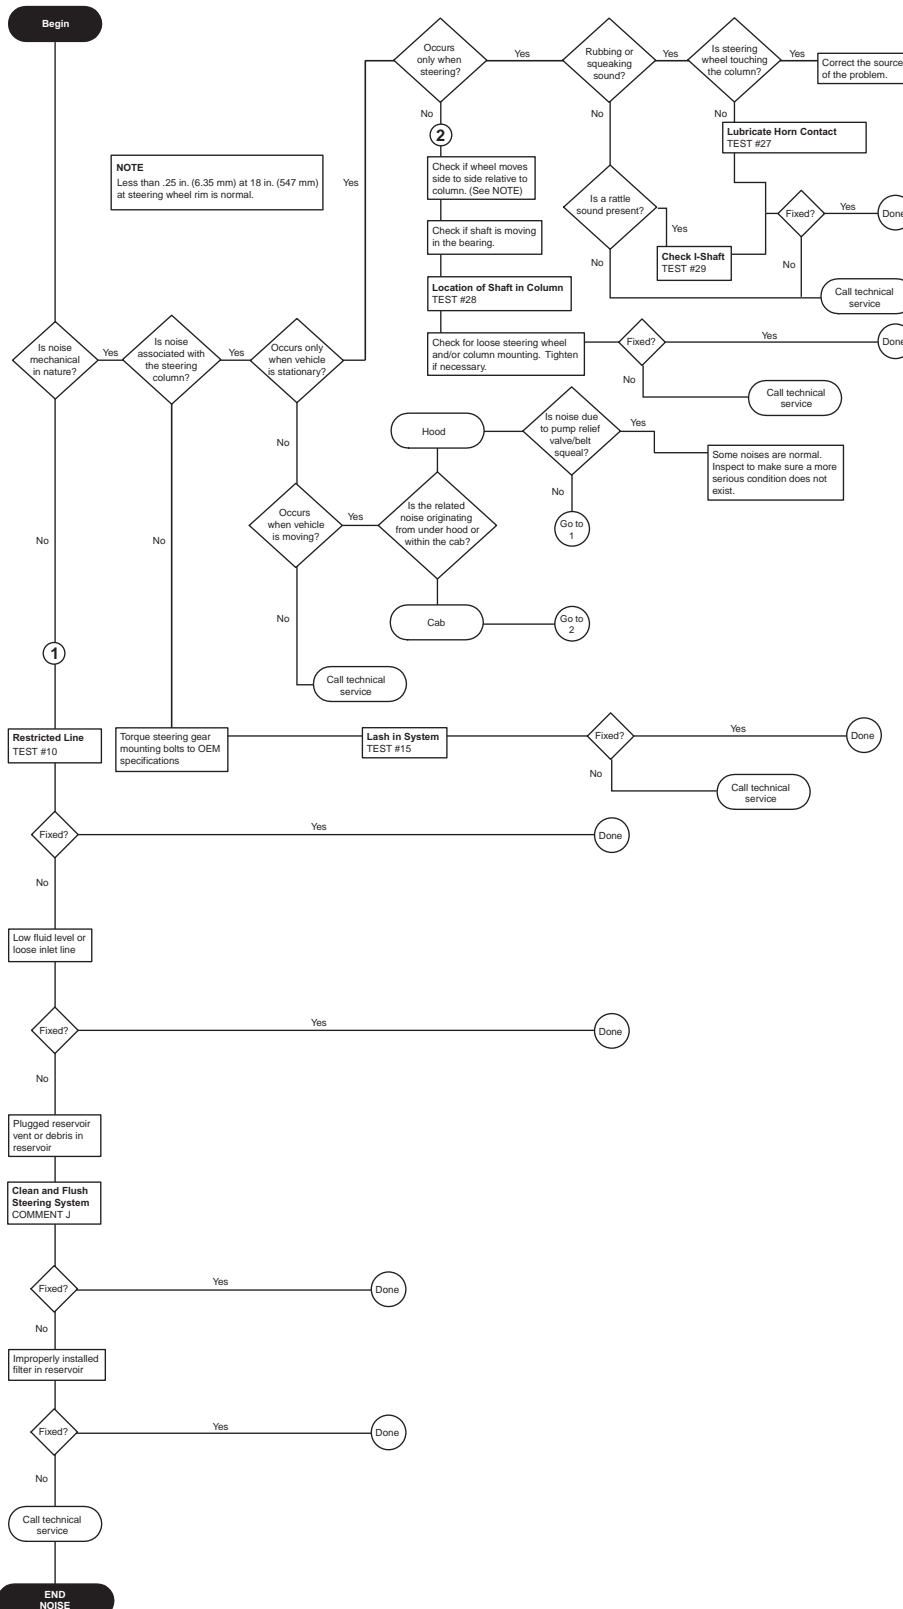 Begin
Occurs
only when
steering?
Yes
Rubbing or
squeaking
sound?
Yes
Is steering
wheel touching
the column?
Yes
Correct the source
of the problem.
No
No
No
2
Lubricate Horn Contact
TEST #27
NOTE
Less than .25 in. (6.35 mm) at 18 in. (547 mm)
at steering wheel rim is normal.
Yes
Check if wheel moves
side to side relative to
column. (See NOTE)
Is a rattle
sound present?
Yes
Fixed?
Yes
Done
Check if shaft is moving
in the bearing.
No
Check I-Shaft
TEST #29
No
Location of Shaft in Column
TEST #28
Call technical
service
Is noise
mechanical
in nature?
Yes
Is noise
associated with
the steering
column?
Yes
Occurs only
when vehicle
is stationary?
Check for loose steering wheel
and/or column mounting. Tighten
if necessary.
Fixed?
Yes
Done
No
Call technical
service
No
Hood
Is noise due
to pump relief
valve/belt
squeal?
Yes
Some noises are normal.
Inspect to make sure a more
serious condition does not
exist.
No
Go to
1
No
No
Occurs
when vehicle
is moving?
Yes
Is the related
noise originating
from under hood or
within the cab?
No
Cab
Go to
2
1
Call technical
service
Restricted Line
TEST #10
Torque steering gear
mounting bolts to OEM
specifications
Lash in System
TEST #15
Fixed?
Yes
Done
No
Call technical
service
Fixed?
Yes
Done
No
Low fluid level or
loose inlet line
Fixed?
Yes
Done
No
Plugged reservoir
vent or debris in
reservoir
Clean and Flush
Steering System
COMMENT J
Fixed?
Yes
Done
No
Improperly installed
filter in reservoir
Fixed?
Yes
Done
No
Call technical
service
END
NOISE